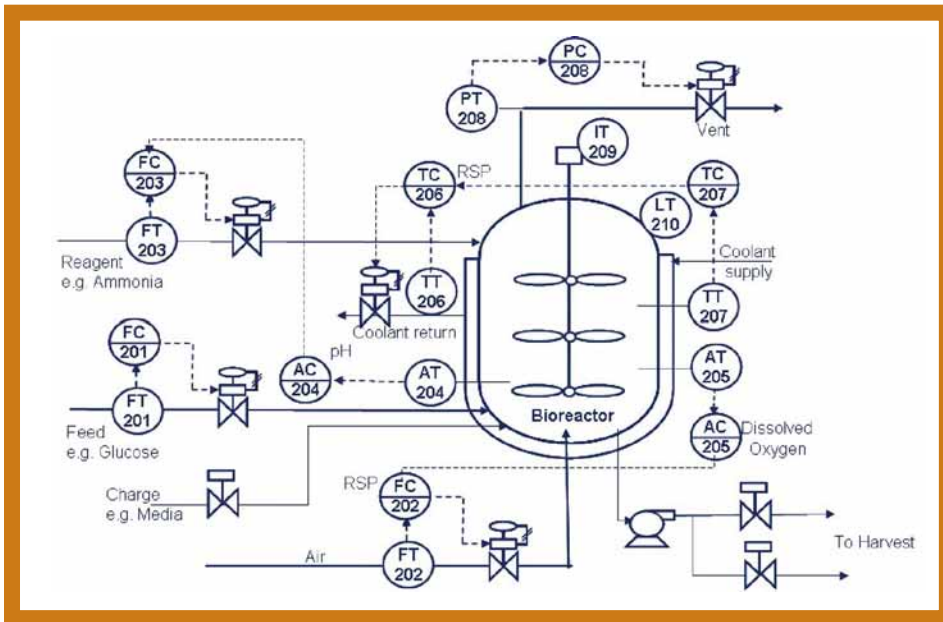 PC
208
PT
208
Vent
IT
209
FC
203
TC
206
RSP
TC
207
LT
210
FT
203
Reagent
e.g. Ammonia
Coolant
supply
TT
206
TT
207
Coolant return
FC
201
pH
AC
204
AT
204
AT
205
FT
201
Bioreactor
Feed
e.g. Glucose
AC
205
Dissolved
Oxygen
Charge
e.g. Media
RSP
FC
202
To Harvest
Air
FT
202